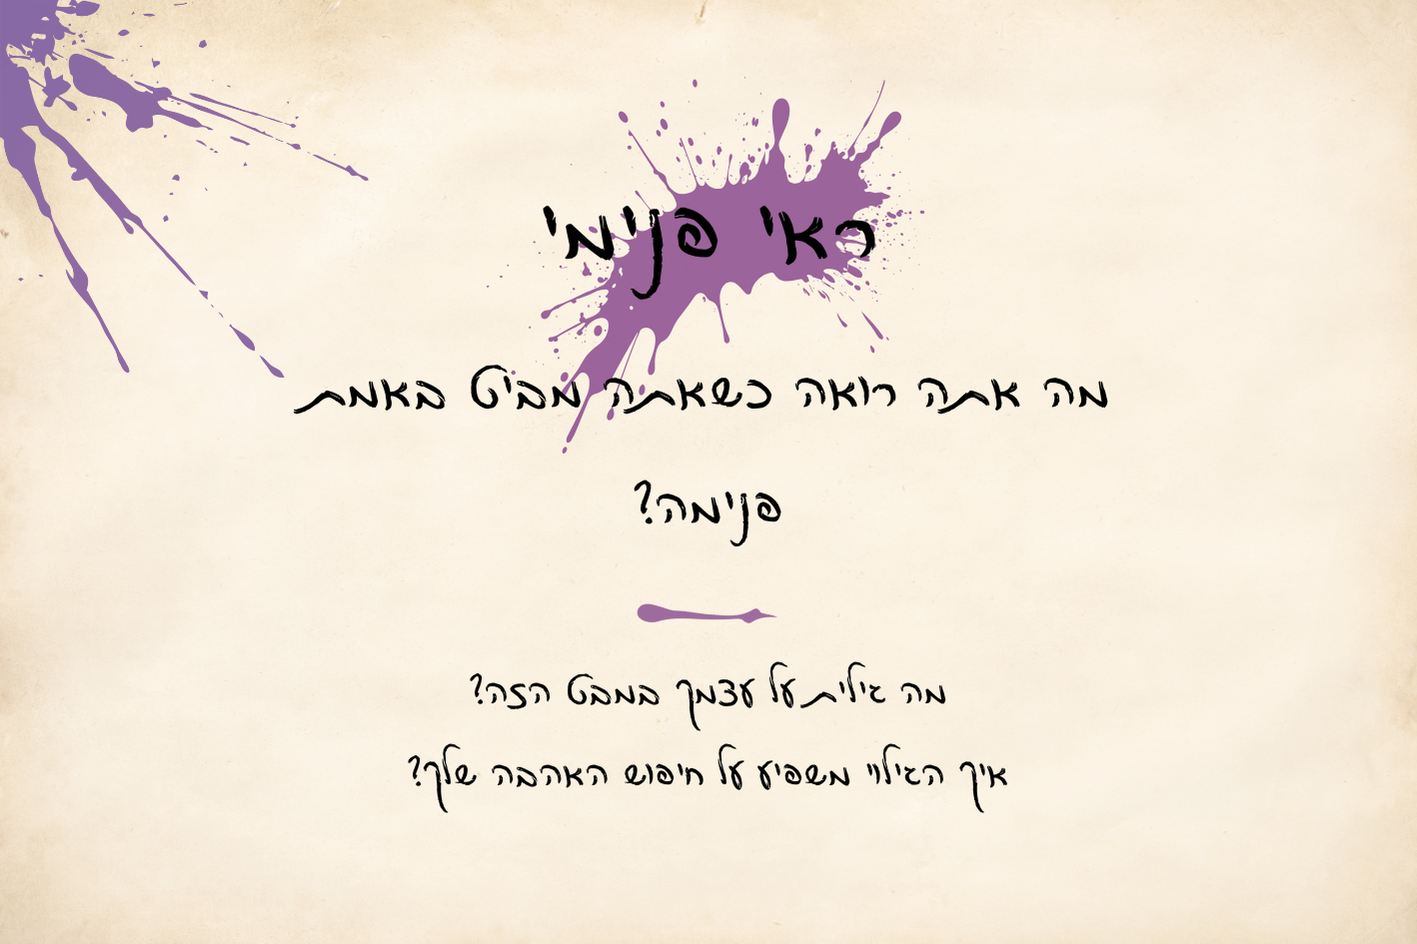 ראי פנימי
מה אתה רואה כשאתה מביט באמת
פנימה?
מה גילית על עצמך במבט הזה?
איך הגילוי משפיע על חיפוש האהבה שלך?